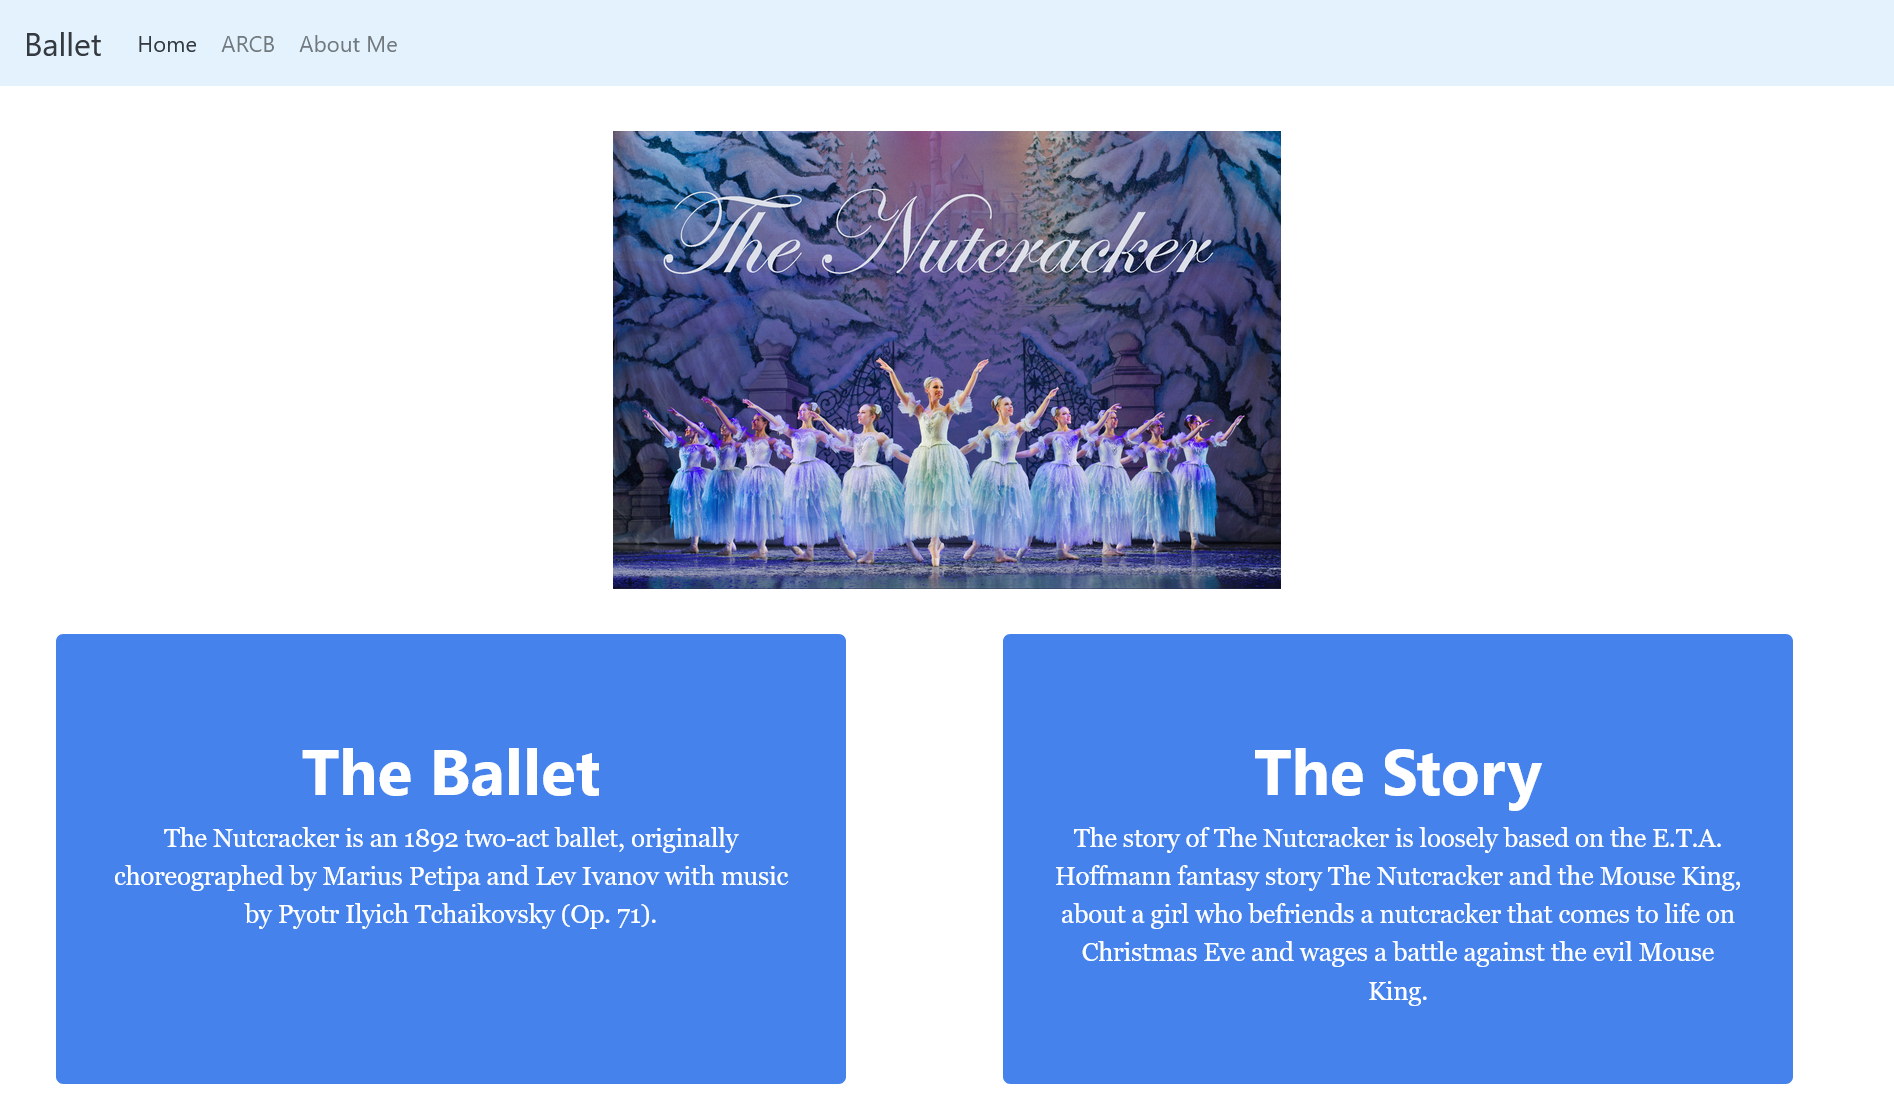 Ballet Home ARCB About Me
The Nutcracker
The Ballet
The Nutcracker is an 1892 two-act ballet, originally
choreographed by Marius Petipa and Lev Ivanov with music
by Pyotr Ilyich Tchaikovsky (Op. 71).
The Story
The story of The Nutcracker is loosely based on the E.T.A.
Hoffmann fantasy story The Nutcracker and the Mouse King,
about a girl who befriends a nutcracker that comes to life on
Christmas Eve and wages a battle against the evil Mouse
King.